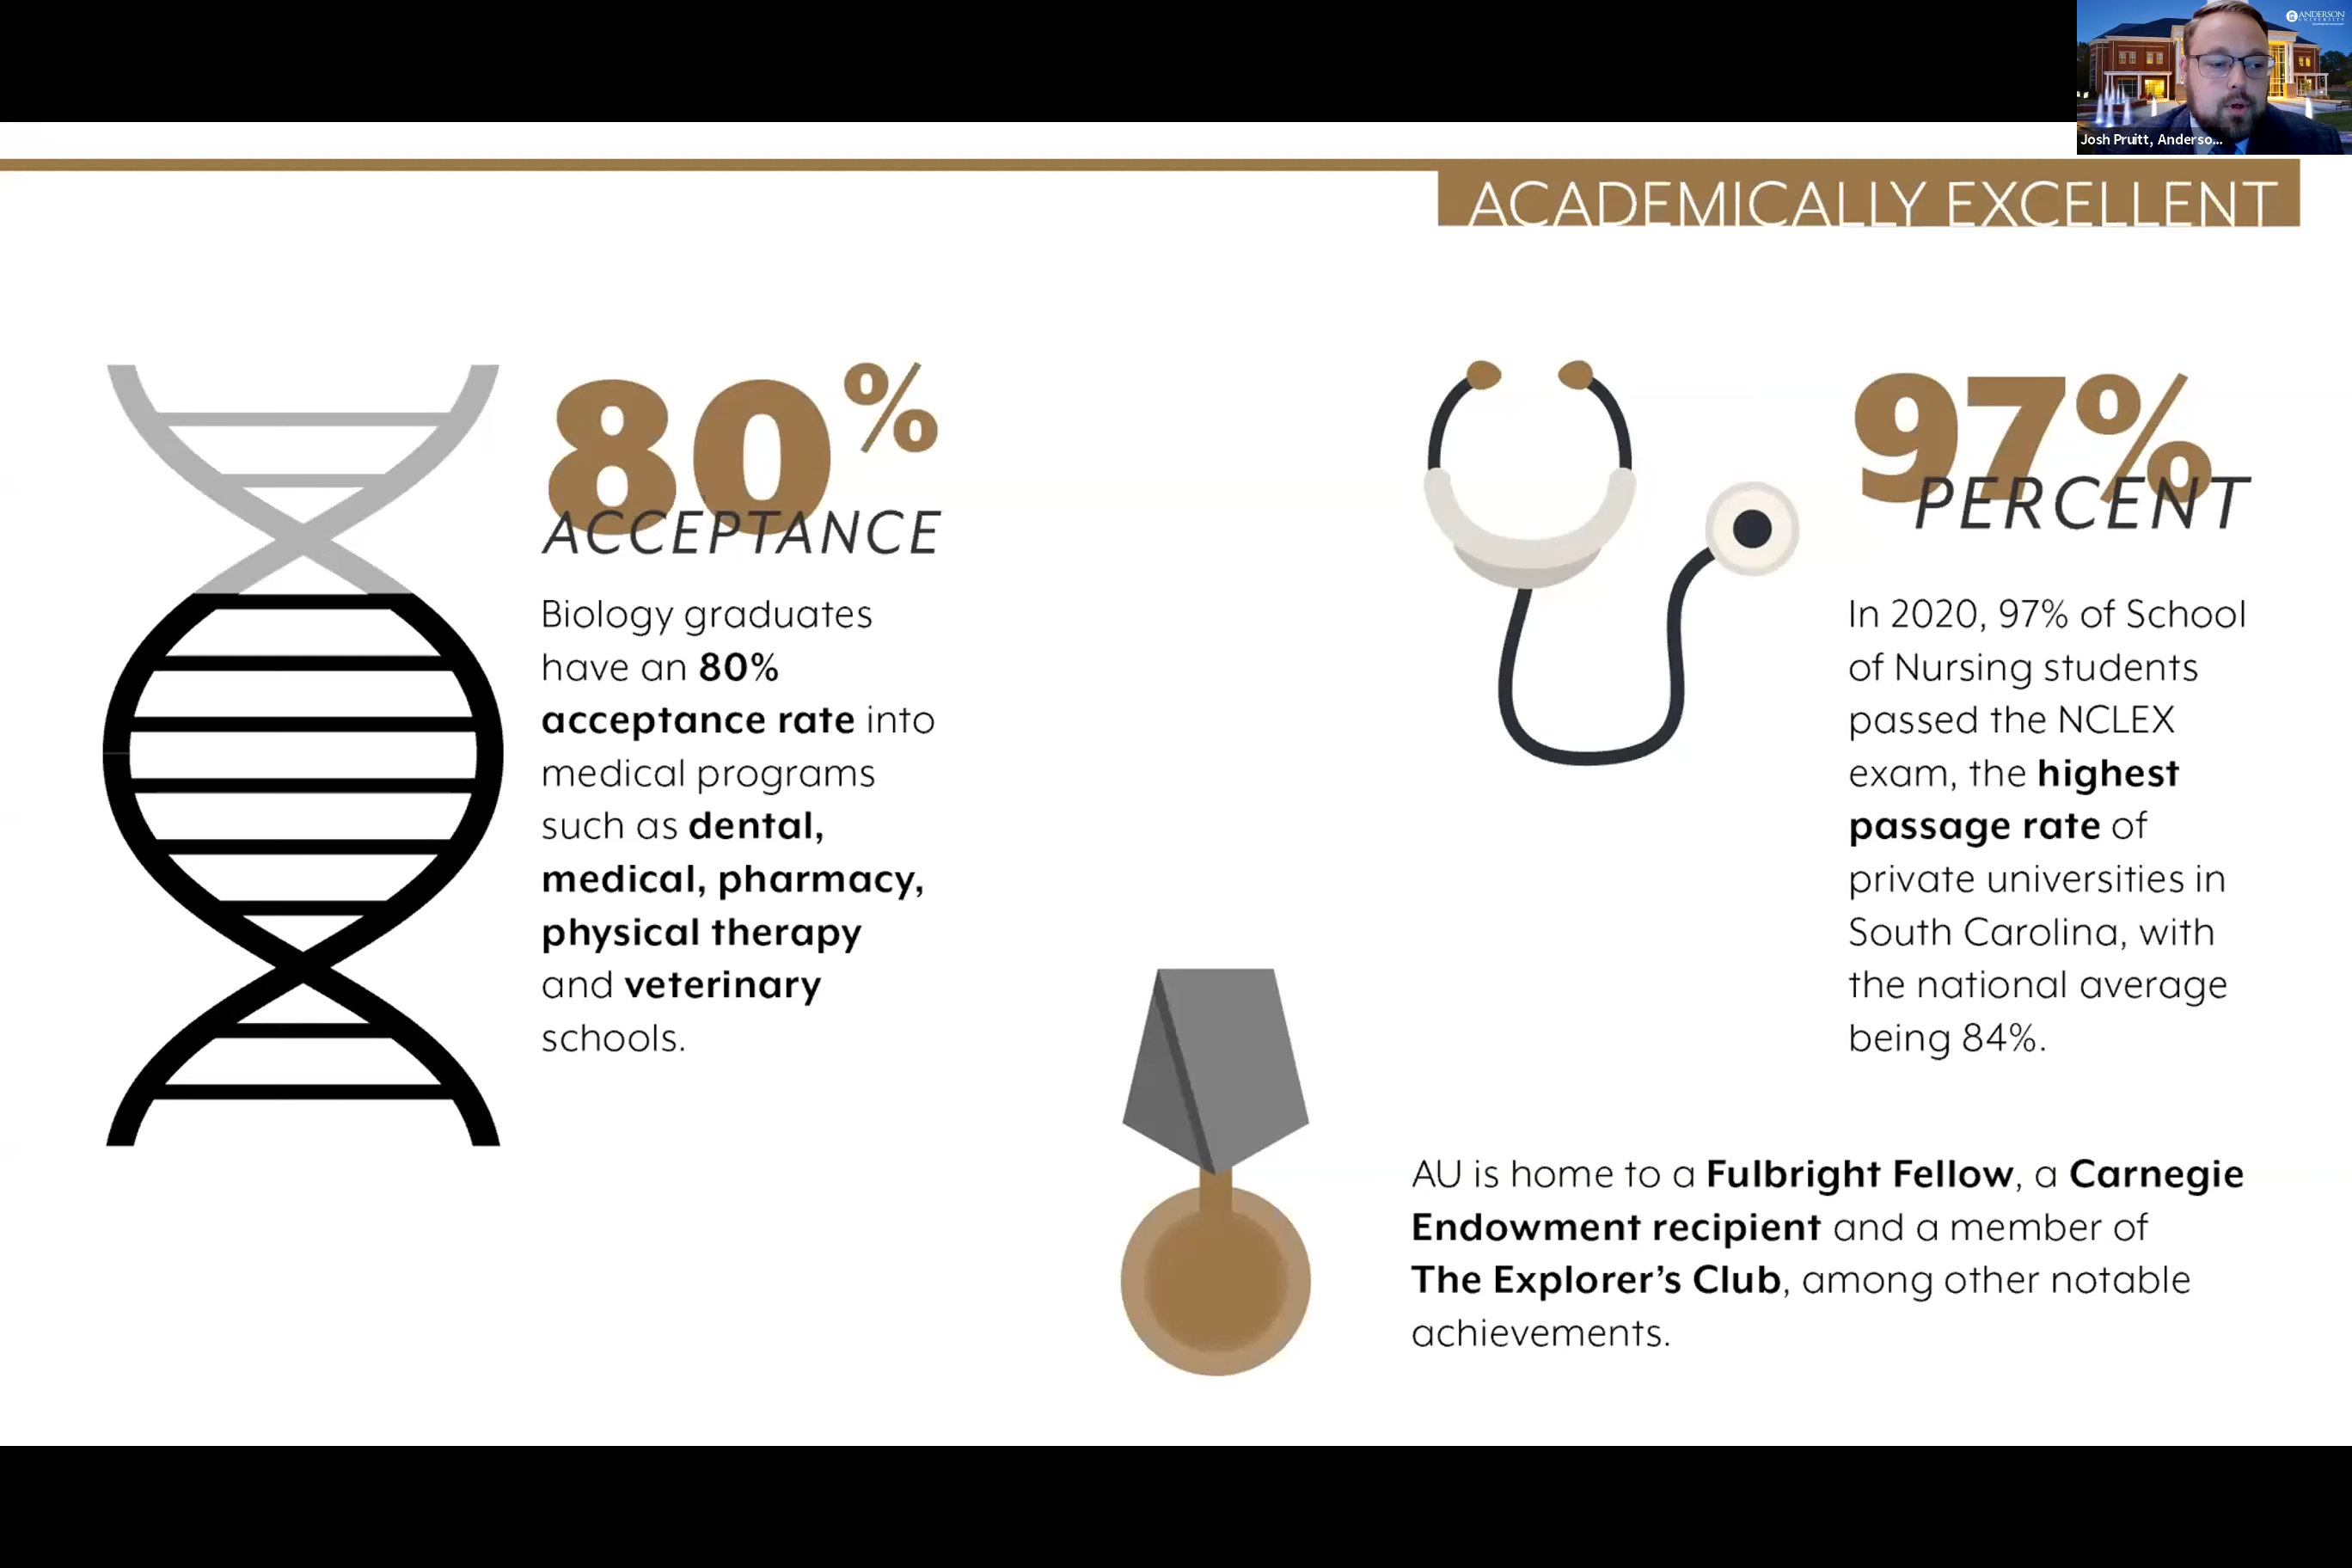 ANDERSON
UNIVERSITY
Josh Pruitt, Anderso...
ACADEMICALLY EXCELLENT
80%
ACCEPTANCE
Biology graduates
have an 80%
acceptance rate into
medical programs
such as dental,
medical, pharmacy,
physical therapy
and veterinary
schools.
97%
PERCENT
In 2020, 97% of School
of Nursing students
passed the NCLEX
exam, the highest
passage rate of
private universities in
South Carolina, with
the national average
being 84%.
AU is home to a Fulbright Fellow, a Carnegie
Endowment recipient and a member of
The Explorer’s Club, among other notable
achievements.